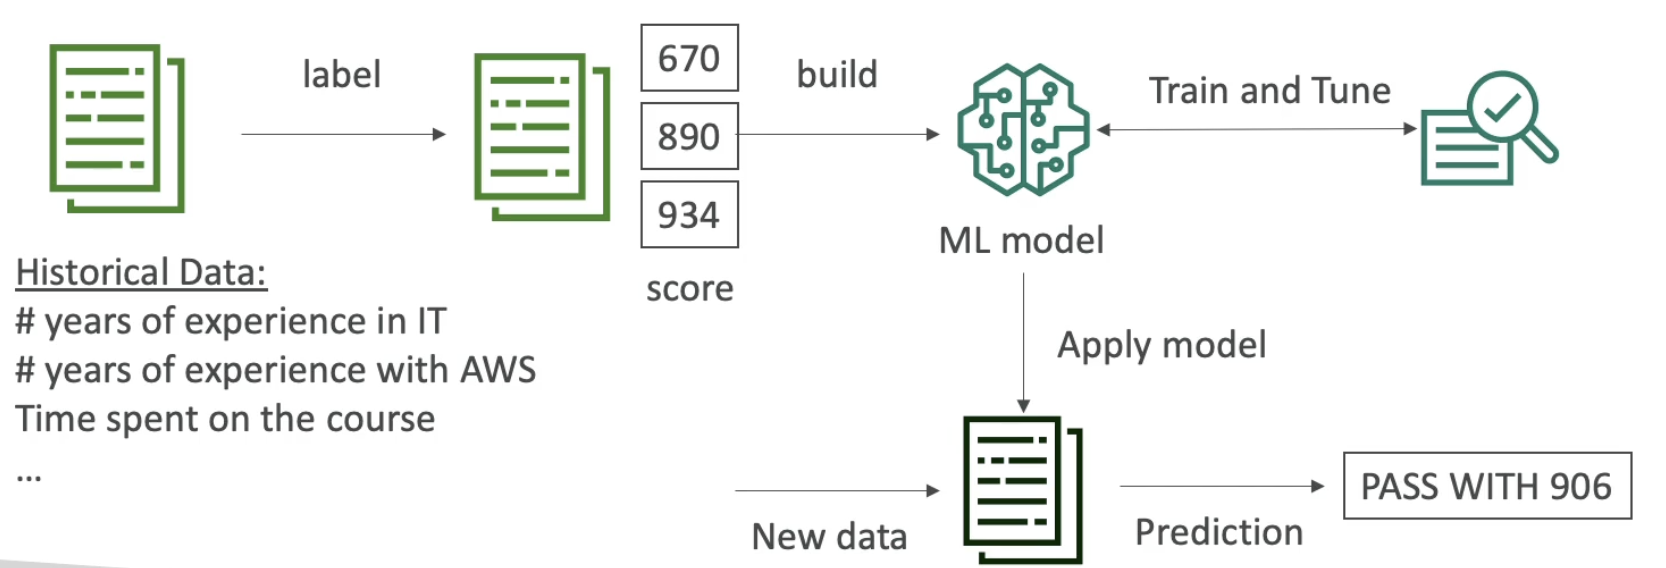 label
670
890
934
score
build
Train and Tune
ML model
Historical Data:
# years of experience in IT
# years of experience with AWS
Time spent on the course
...
Apply model
New data
Prediction
PASS WITH 906